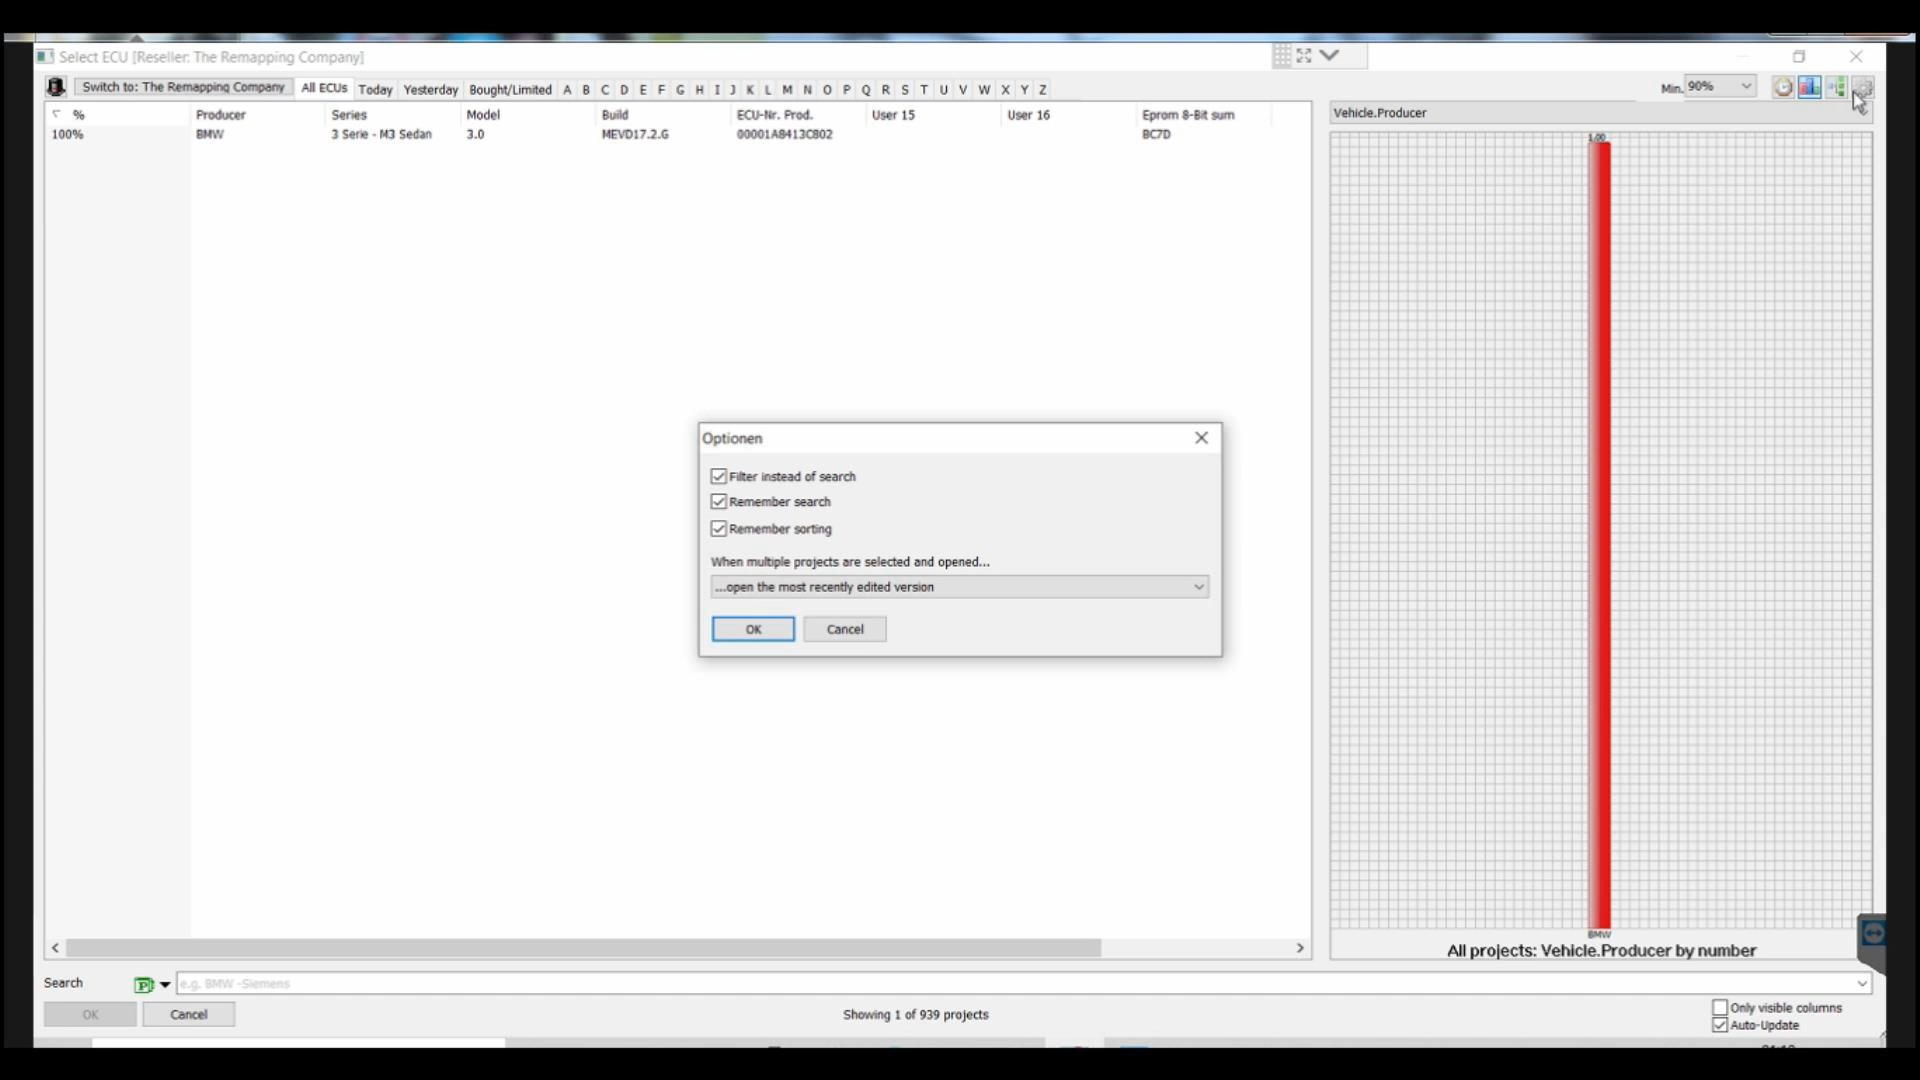 Select ECU [Reseller: The Remapping Company]
Switch to: The Remapping Company All ECUs Today Yesterday Bought/Limited A B C D E F G H I J K L M N O P Q R S T U V W X Y Z Min. 90%
% Producer Series Model Build ECU-Nr. Prod. User 15 User 16 Eprom 8-Bit sum
100% BMW 3 Serie - M3 Sedan 3.0 MEVD17.2.G 00001A8413C802 BC7D
Vehicle.Producer
1.00
Optionen
Filter instead of search
Remember search
Remember sorting
When multiple projects are selected and opened...
...open the most recently edited version
OK Cancel
BMW
All projects: Vehicle.Producer by number
Search e.g. BMW -Siemens
OK Cancel Showing 1 of 939 projects
Only visible columns
Auto-Update